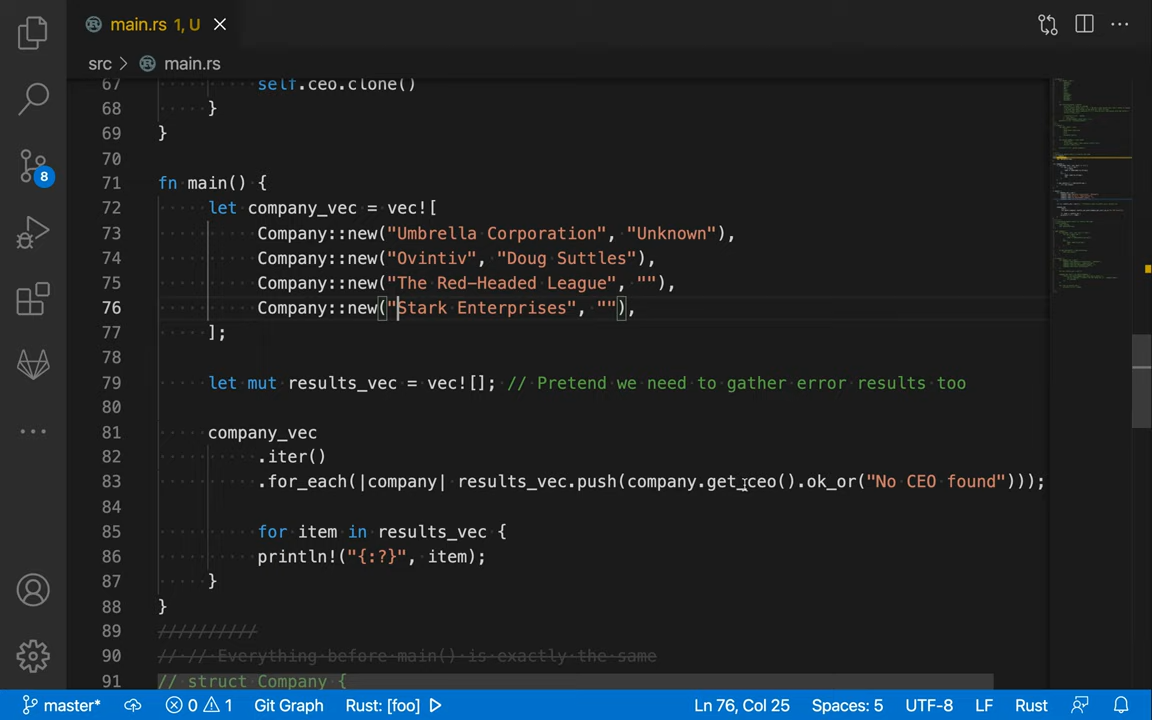 main.rs 1, U
src > main.rs
67 self.ceo.clone()
68 }
69 }
70
71 fn main() {
72 let company_vec = vec![
73 Company::new("Umbrella Corporation", "Unknown"),
74 Company::new("Ovintiv", "Doug Suttles"),
75 Company::new("The Red-Headed League", ""),
76 Company::new("Stark Enterprises", ""),
77 ];
78
79 let mut results_vec = vec![]; // Pretend we need to gather error results too
80
81 company_vec
82 .iter()
83 .for_each(|company| results_vec.push(company.get_ceo().ok_or("No CEO found")));
84
85 for item in results_vec {
86 println!("{:?}", item);
87 }
88 }
89 //////////
90 // // Everything before main() is exactly the same
91 // struct Company {
8
master* 0 1 Git Graph Rust: [foo] Ln 76, Col 25 Spaces: 5 UTF-8 LF Rust